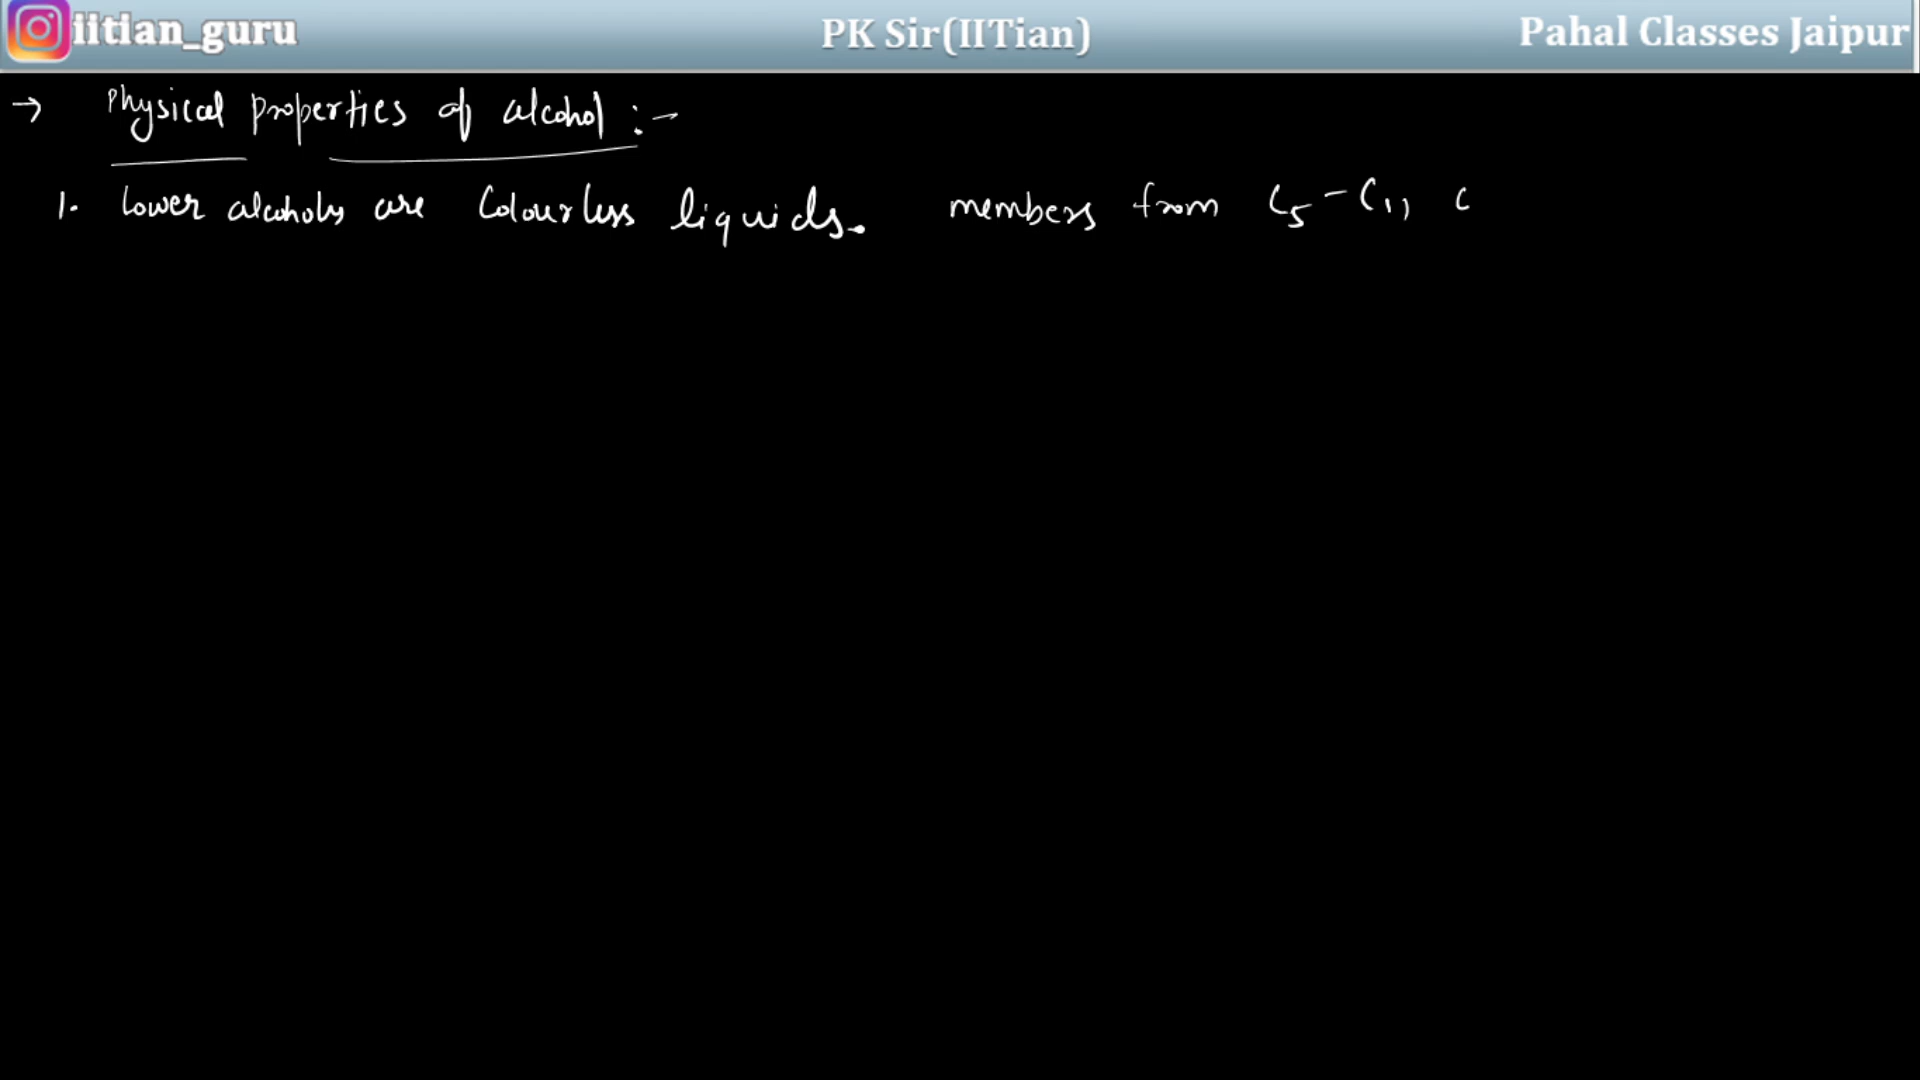 iitian_guru PK Sir(IITian) Pahal Classes Jaipur
→ Physical properties of alcohol :-
1. Lower alcohols are Colourless liquids. members from C₅-C₁₁ c